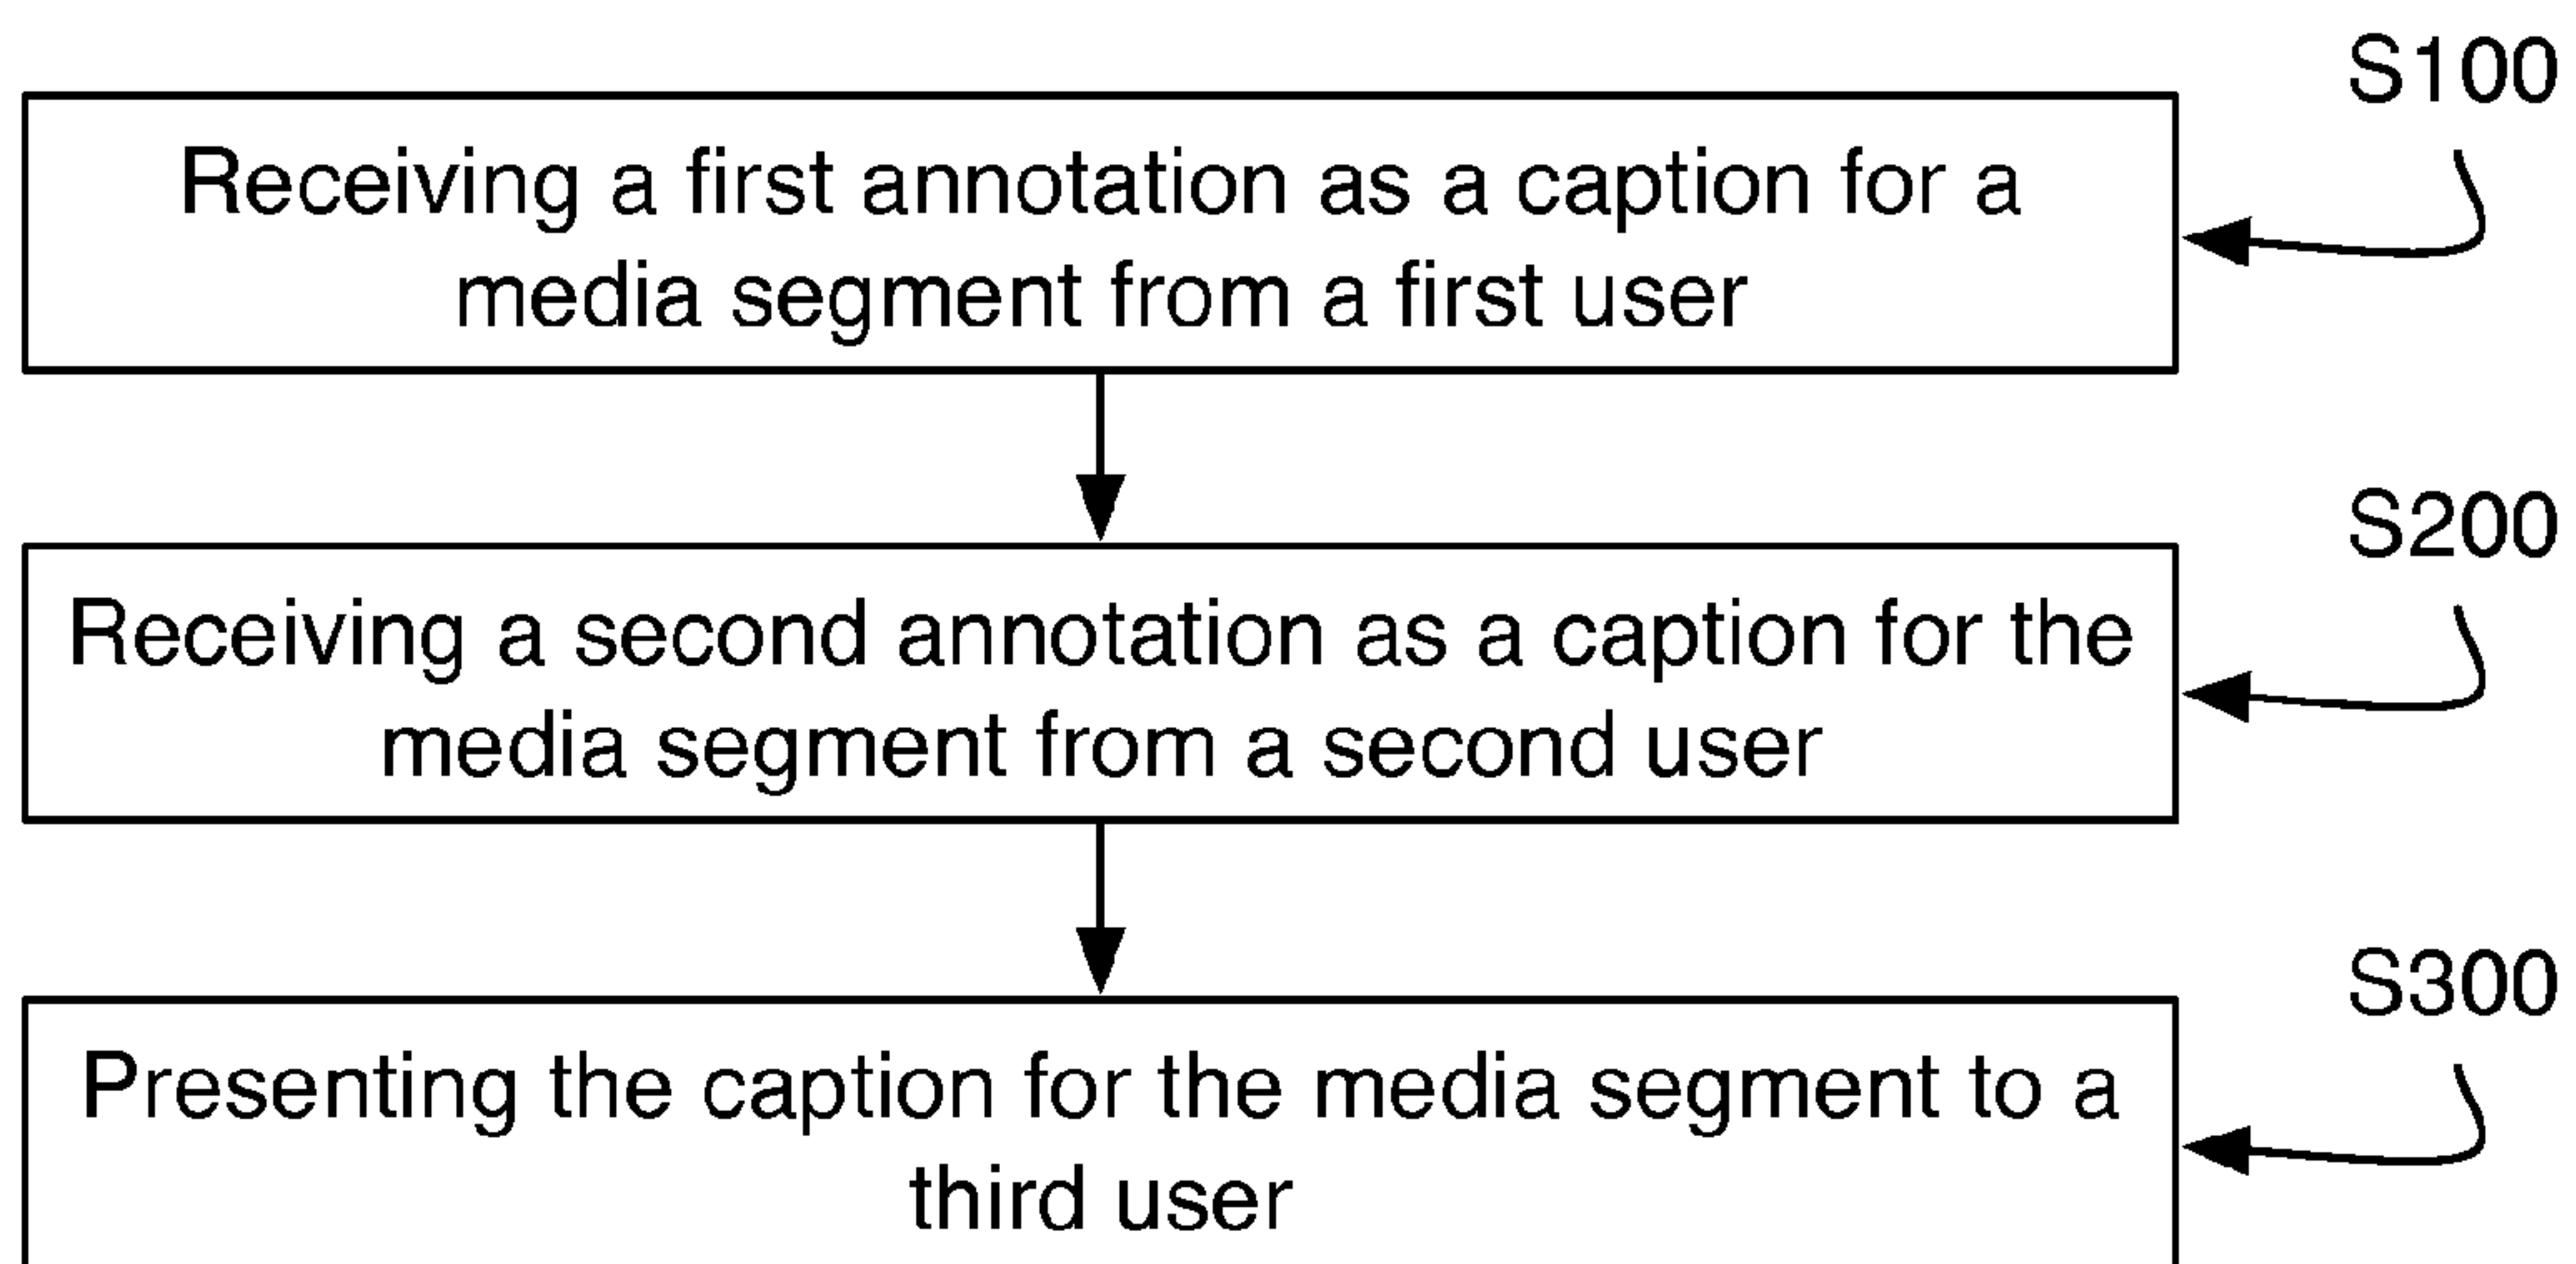 S100
Receiving a first annotation as a caption for a
media segment from a first user
S200
Receiving a second annotation as a caption for the
media segment from a second user
S300
Presenting the caption for the media segment to a
third user